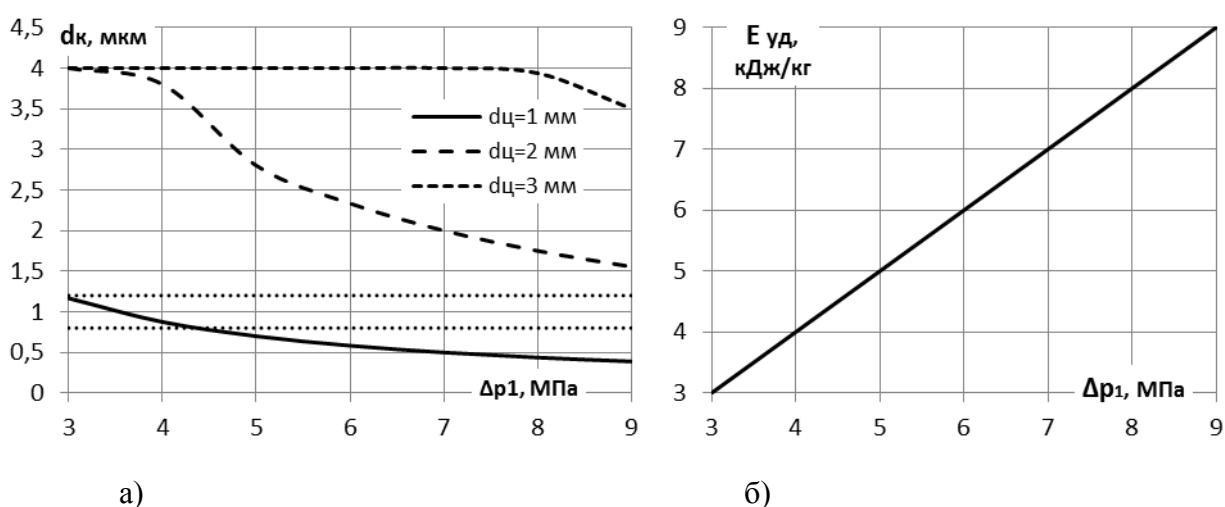 4,5
4
3,5
3
2,5
2
1,5
1
0,5
0
dк, мкм
dц=1 мм
dц=2 мм
dц=3 мм
Δp1, МПа
3 4 5 6 7 8 9
а)
9
8
7
6
5
4
3
E уд,
кДж/кг
Δp₁, МПа
3 4 5 6 7 8 9
б)